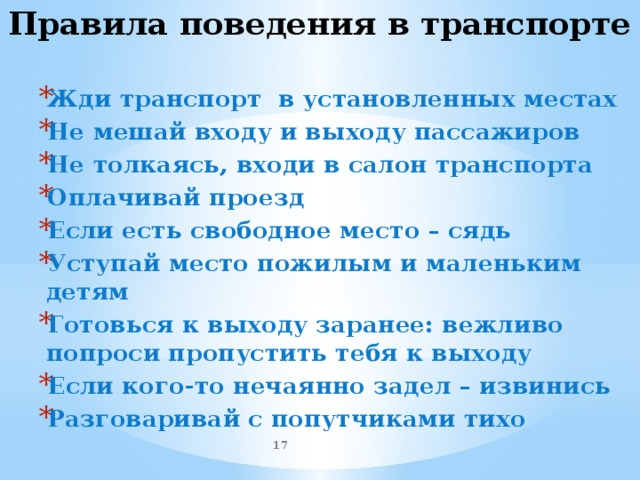 Правила поведения в транспорте
* Жди транспорт в установленных местах
* Не мешай входу и выходу пассажиров
* Не толкаясь, входи в салон транспорта
* Оплачивай проезд
* Если есть свободное место – сядь
* Уступай место пожилым и маленьким
детям
* Готовься к выходу заранее: вежливо
попроси пропустить тебя к выходу
* Если кого-то нечаянно задел – извинись
* Разговаривай с попутчиками тихо
17